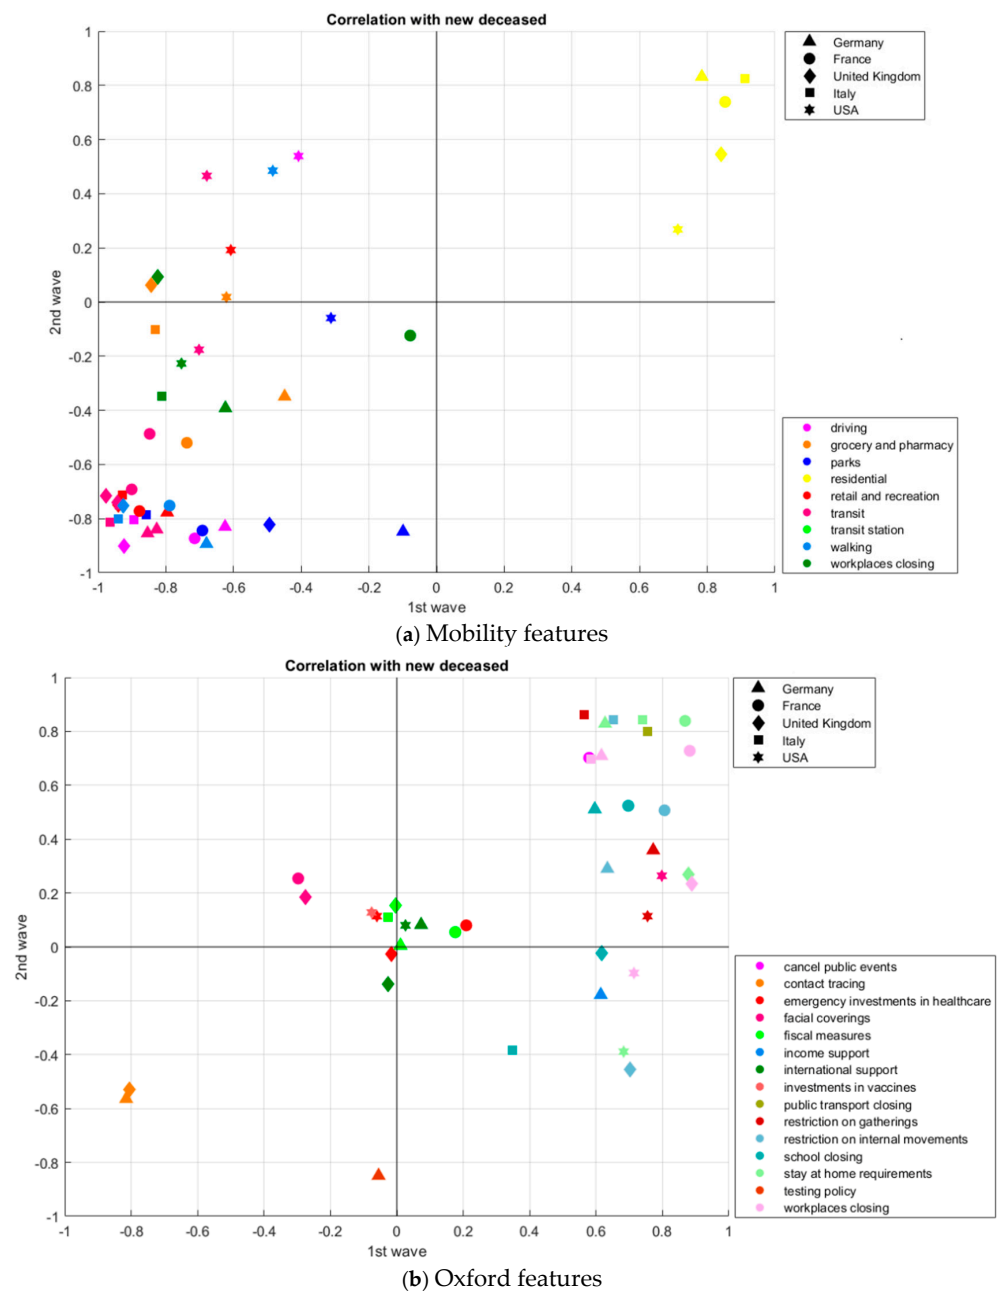 Correlation with new deceased
1
0.8
0.6
0.4
0.2
0
-0.2
-0.4
-0.6
-0.8
-1
2nd wave
-1 -0.8 -0.6 -0.4 -0.2 0 0.2 0.4 0.6 0.8 1
1st wave
Germany
France
United Kingdom
Italy
USA
driving
grocery and pharmacy
parks
residential
retail and recreation
transit
transit station
walking
workplaces closing
(a) Mobility features
Correlation with new deceased
1
0.8
0.6
0.4
0.2
0
-0.2
-0.4
-0.6
-0.8
-1
2nd wave
-1 -0.8 -0.6 -0.4 -0.2 0 0.2 0.4 0.6 0.8 1
1st wave
Germany
France
United Kingdom
Italy
USA
cancel public events
contact tracing
emergency investments in healthcare
facial coverings
fiscal measures
income support
international support
investments in vaccines
public transport closing
restriction on gatherings
restriction on internal movements
school closing
stay at home requirements
testing policy
workplaces closing
(b) Oxford features